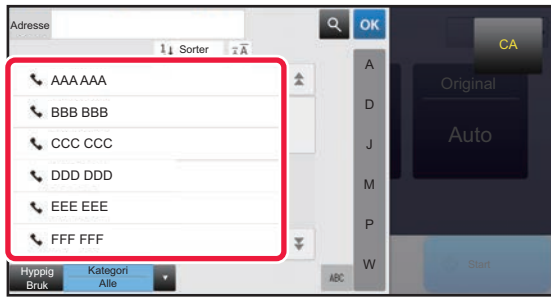 Adresse
OK
CA
Sorter
A
AAA AAA
Original
BBB BBB
D
CCC CCC
J
Auto
DDD DDD
M
EEE EEE
P
FFF FFF
W
Start
Hyppig
Bruk
Kategori
Alle
ABC